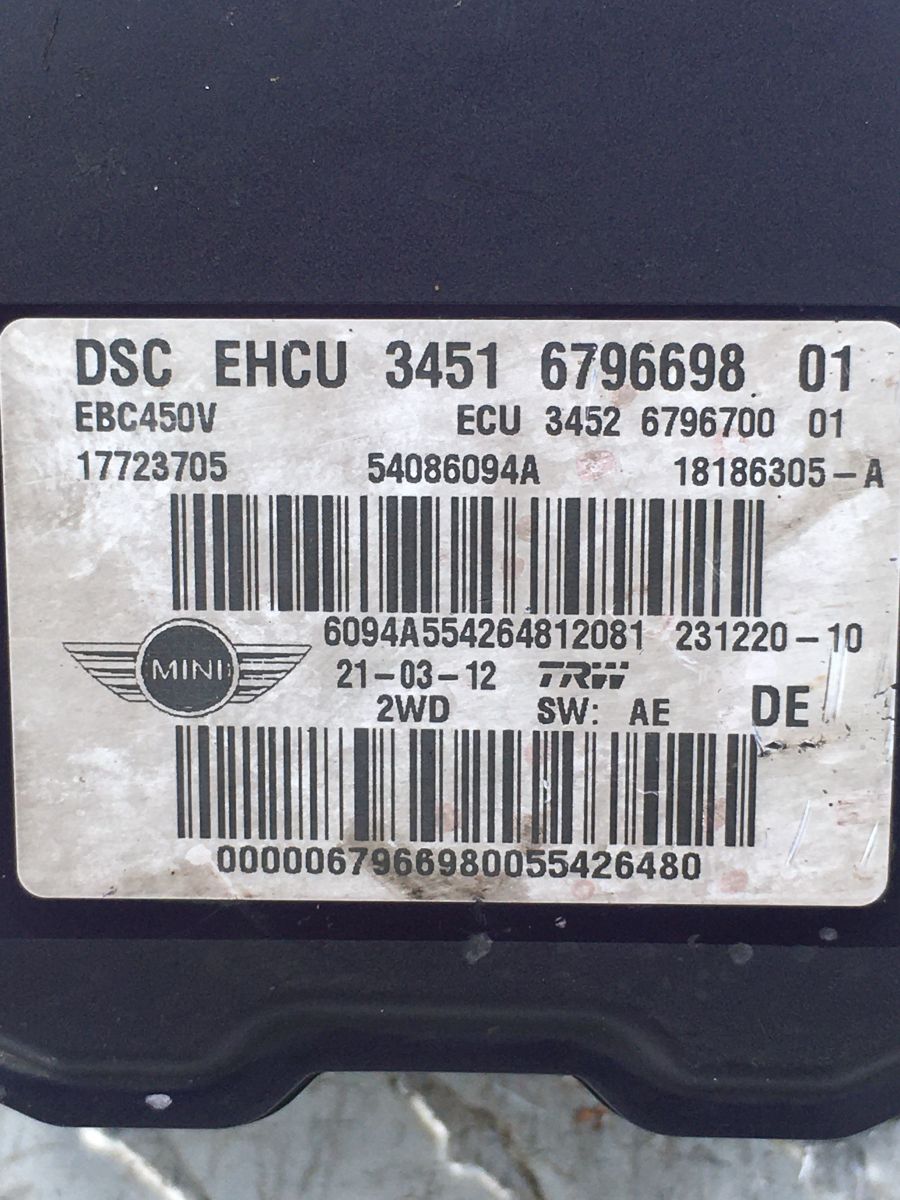 DSC EHCU 3451 6796698 01
EBC450V ECU 3452 6796700 01
17723705 54086094A 18186305-A
6094A554264812081 231220-10
MINI 21-03-12 TRW
2WD SW: AE DE
0000067966980055426480